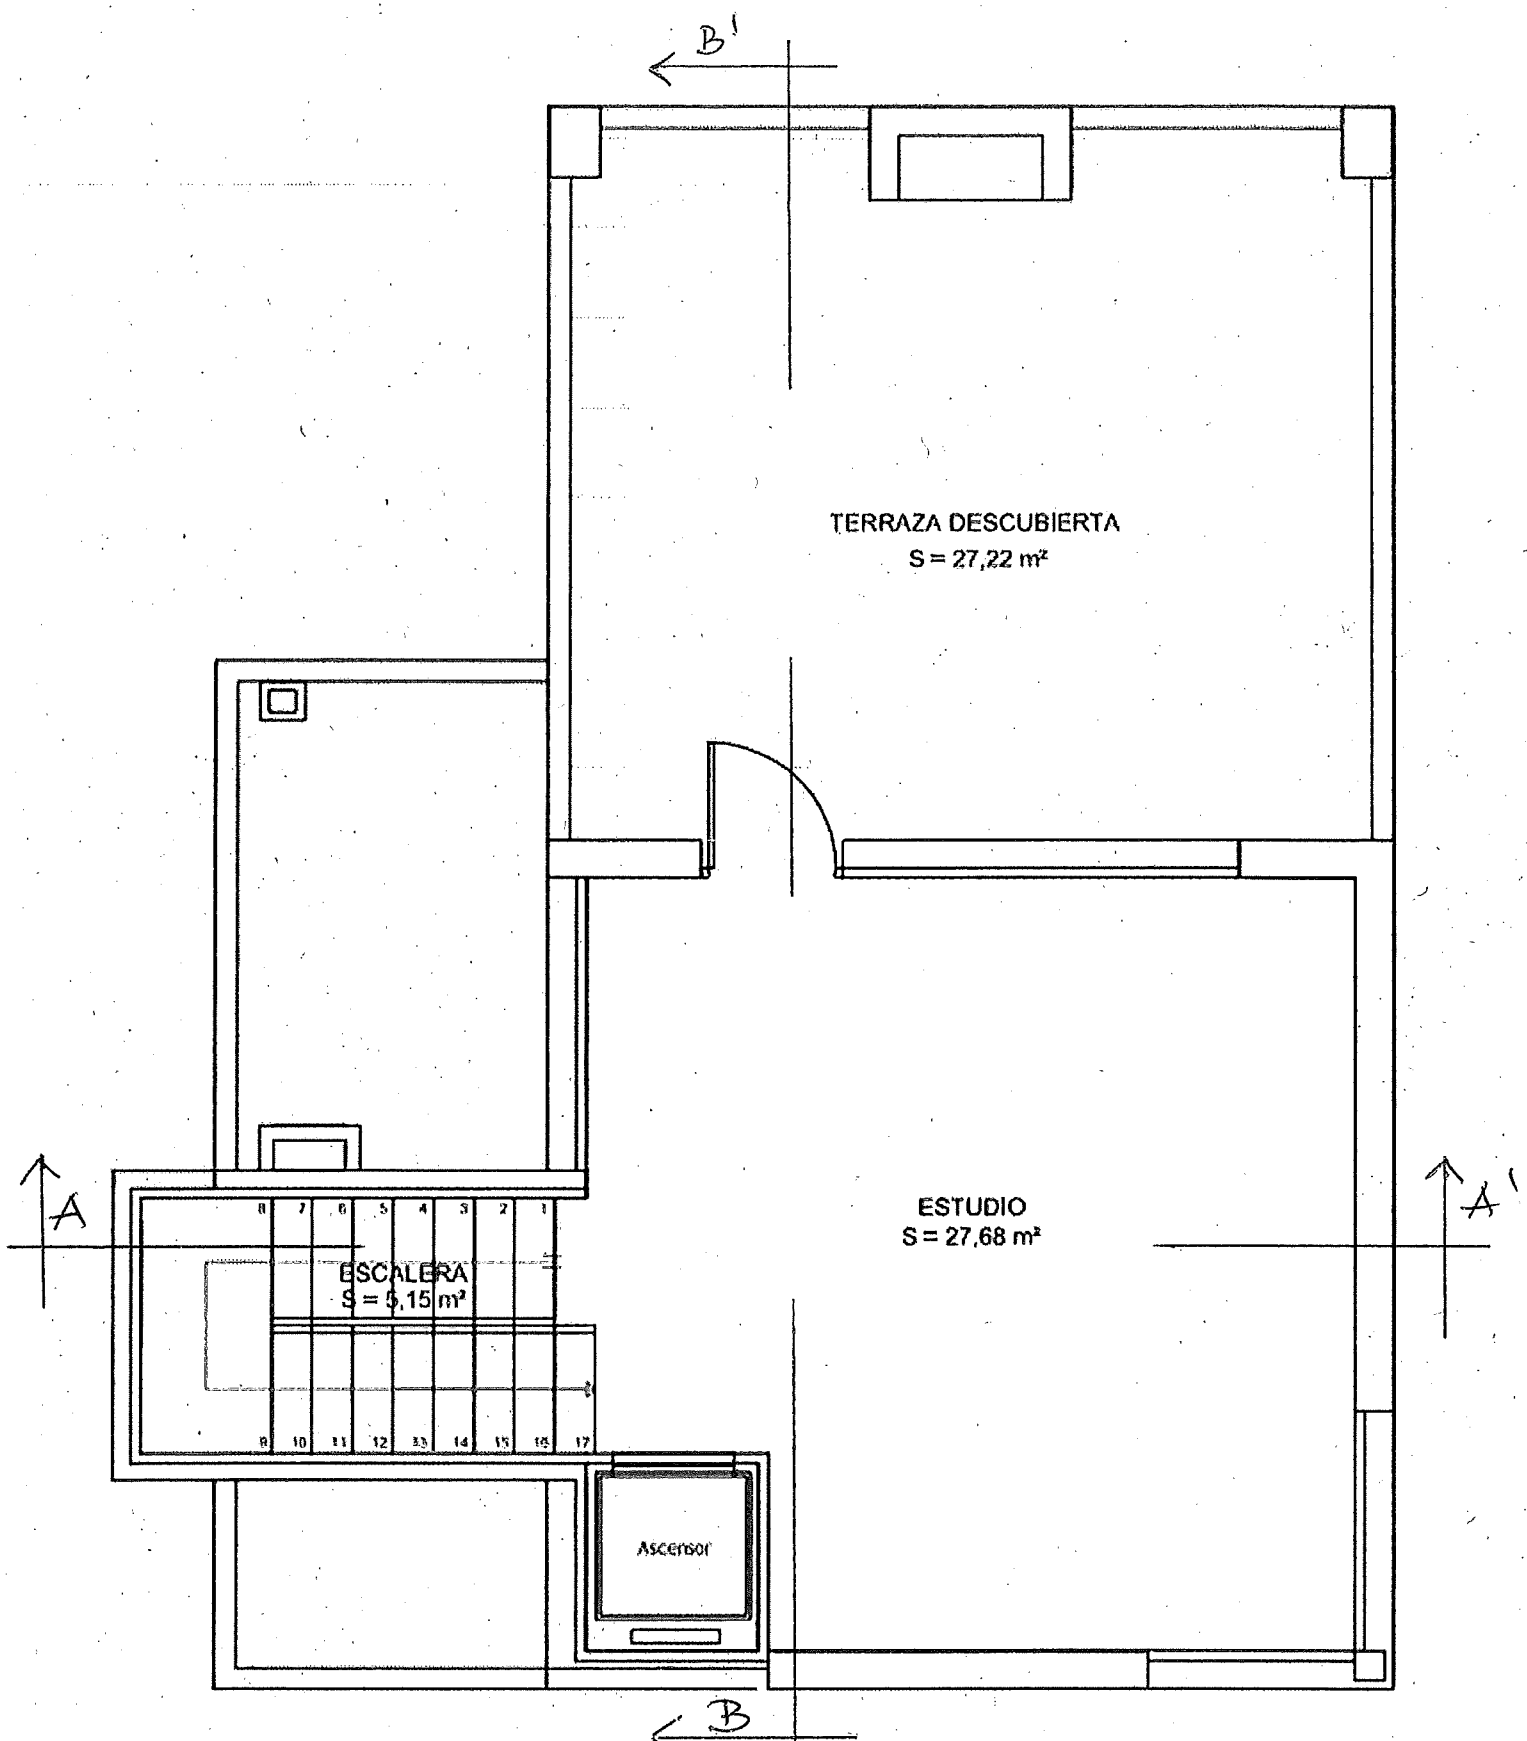 B'
TERRAZA DESCUBIERTA
S = 27,22 m²
A
A'
8 7 6 5 4 3 2 1
ESTUDIO
S = 27,68 m²
ESCALERA
S = 5,15 m²
9 10 11 12 13 14 15 16 17
Ascensor
B